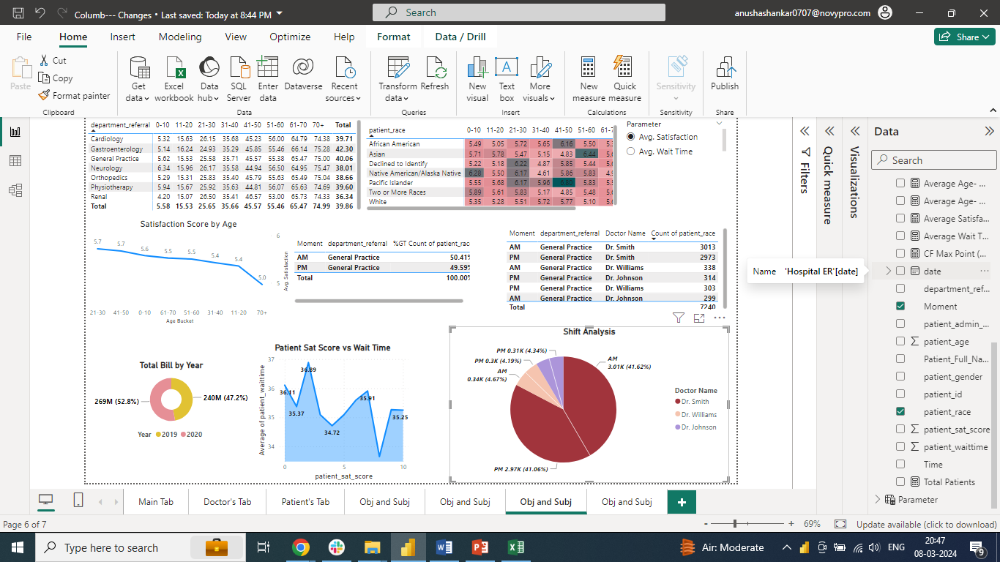 Columb--- Changes • Last saved: Today at 8:44 PM
Search
anushashankar0707@novypro.com
File Home Insert Modeling View Optimize Help Format Data / Drill
Share
Paste
Cut
Copy
Format painter
Get data
Excel workbook
Data hub
SQL Server
Enter data
Dataverse
Recent sources
Transform data
Refresh
New visual
Text box
More visuals
New measure
Quick measure
Sensitivity
Publish
Clipboard Data Queries Insert Calculations Sensitivity Share
department_referral 0-10 11-20 21-30 31-40 41-50 51-60 61-70 70+ Total
Cardiology 5.32 15.63 26.15 35.68 45.23 56.00 64.79 74.38 39.71
Gastroenterology 5.14 16.24 24.93 35.29 45.85 55.46 66.14 75.28 42.30
General Practice 5.62 15.53 25.58 35.71 45.57 55.38 65.47 75.00 40.06
Neurology 6.34 15.96 26.17 35.58 44.94 56.50 64.95 75.47 38.01
Orthopedics 5.29 15.31 25.83 35.40 45.79 55.63 65.49 75.04 38.66
Physiotherapy 5.94 15.67 25.92 35.63 44.81 56.07 65.63 74.69 39.60
Renal 4.20 15.07 26.50 35.41 46.57 53.00 65.73 74.33 36.34
Total 5.58 15.53 25.65 35.66 45.57 55.46 65.47 74.99 39.86
patient_race 0-10 11-20 21-30 31-40 41-50 51-60 61-7
African American 5.49 5.05 5.72 5.65 6.16 5.50 5.3
Asian 5.71 5.78 5.47 5.15 4.83 6.44
Declined to Identify 5.22 5.18 6.22 4.87 5.85 5.44
Native American/Alaska Native 6.28 5.50 6.17 4.61 5.86 5.83 4.9
Pacific Islander 5.55 5.68 6.17 5.96 6.80 5.83
Two or More Races 5.89 5.61 5.83 5.17 4.85 5.48
White 5.35 5.28 5.51 5.72 5.77 5.10
Parameter
Avg. Satisfaction
Avg. Wait Time
Satisfaction Score by Age
5.7 5.7 5.6 5.5 5.5 5.4 5.4 5.0
6
5
Avg. Satisfaction
21-30 41-50 0-10 61-70 51-60 31-40 11-20 70+
Age Bucket
Moment department_referral %GT Count of patient_rac
AM General Practice 50.41%
PM General Practice 49.59%
Total 100.00%
Moment department_referral Doctor Name Count of patient_race
AM General Practice Dr. Smith 3013
PM General Practice Dr. Smith 2973
AM General Practice Dr. Williams 338
PM General Practice Dr. Johnson 314
PM General Practice Dr. Williams 303
AM General Practice Dr. Johnson 299
Total 7240
Total Bill by Year
269M (52.8%)
240M (47.2%)
Year 2019 2020
Patient Sat Score vs Wait Time
Average of patient_waittime
37
36
35
34
36.11 35.37 36.89 34.72 35.91 35.25
0 5 10
patient_sat_score
Shift Analysis
PM 0.31K (4.34%)
PM 0.3K (4.19%)
AM
0.34K (4.67%)
AM
3.01K (41.62%)
PM 2.97K (41.06%)
Doctor Name
Dr. Smith
Dr. Williams
Dr. Johnson
Filters
Quick measure
Visualizations
Data
Search
Average Age- ...
Average Age- ...
Average Satisfa...
Average Wait T...
CF Max Point (...
date ...
department_ref...
Moment
patient_admin_...
patient_age
Patient_Full_Na...
patient_gender
patient_id
patient_race
patient_sat_score
patient_waittime
Time
Total Patients
Parameter
Name 'Hospital ER'[date]
Main Tab Doctor's Tab Patient's Tab Obj and Subj Obj and Subj Obj and Subj Obj and Subj +
Page 6 of 7
- + 69%
Update available (click to download)
Type here to search
Air: Moderate
ENG
20:47
08-03-2024
9